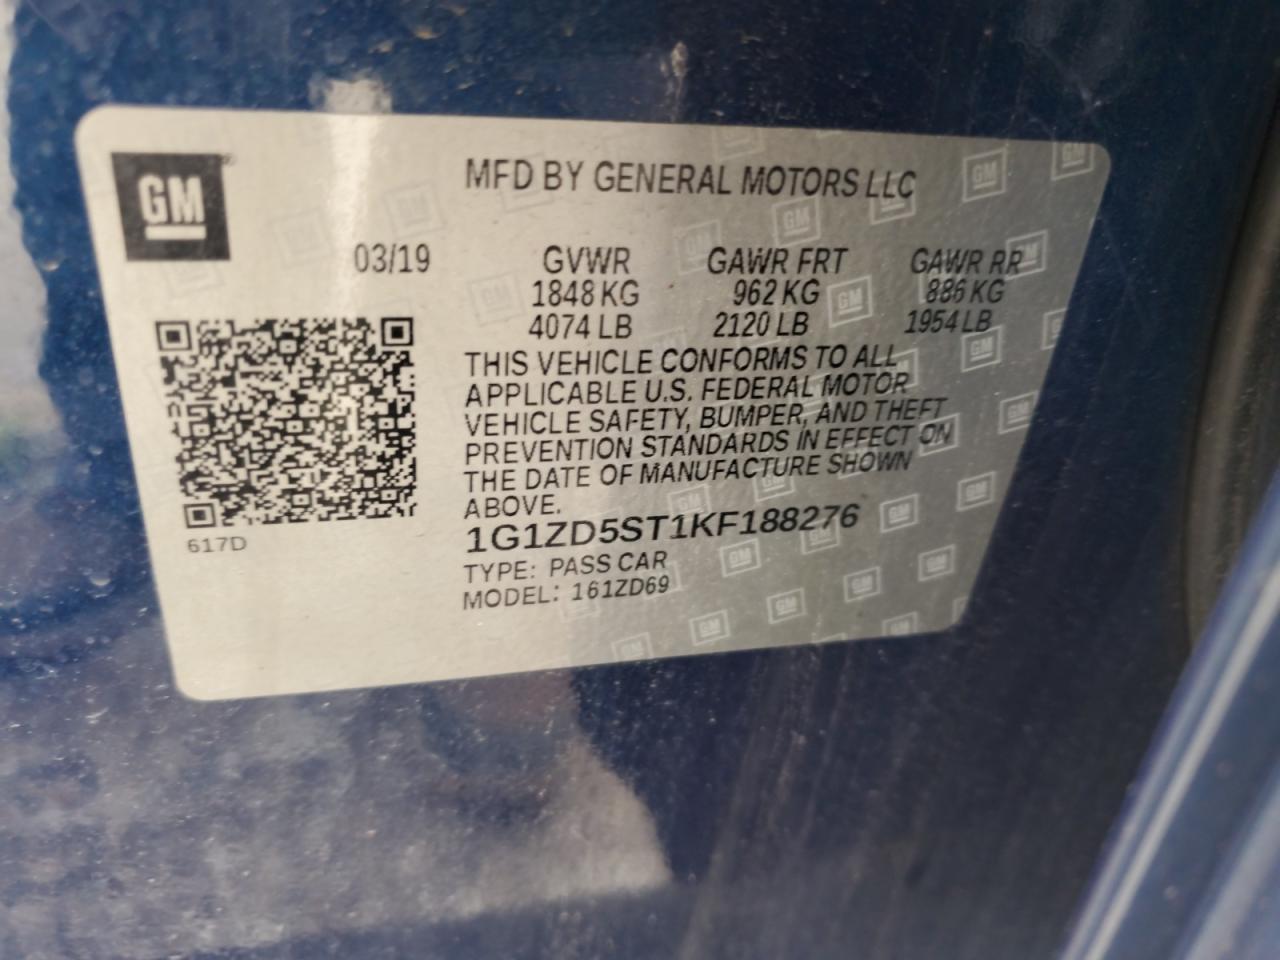 GM
MFD BY GENERAL MOTORS LLC
03/19 GVWR GAWR FRT GAWR RR
1848 KG 962 KG 886 KG
4074 LB 2120 LB 1954 LB
THIS VEHICLE CONFORMS TO ALL
APPLICABLE U.S. FEDERAL MOTOR
VEHICLE SAFETY, BUMPER, AND THEFT
PREVENTION STANDARDS IN EFFECT ON
THE DATE OF MANUFACTURE SHOWN
ABOVE.
1G1ZD5ST1KF188276
617D
TYPE: PASS CAR
MODEL: 161ZD69